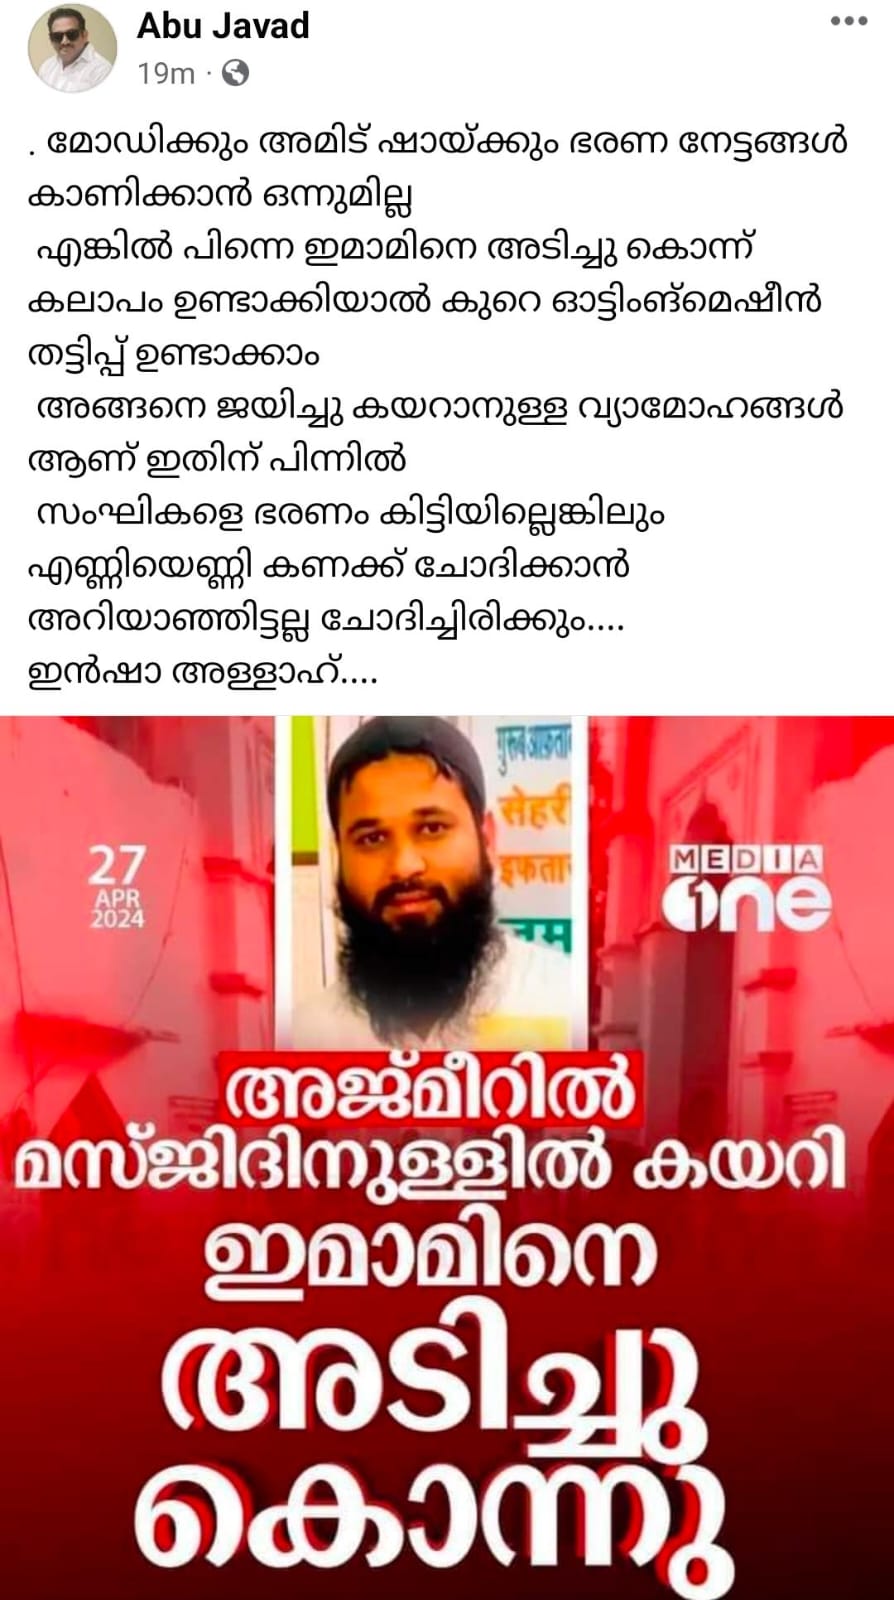 Abu Javad
19m
. മോഡിക്കും അമിട് ഷായ്ക്കും ഭരണ നേട്ടങ്ങൾ
കാണിക്കാൻ ഒന്നുമില്ല
എങ്കിൽ പിന്നെ ഇമാമിനെ അടിച്ചു കൊന്ന്
കലാപം ഉണ്ടാക്കിയാൽ കുറെ ഓട്ടിംങ്മെഷീൻ
തട്ടിപ്പ് ഉണ്ടാക്കാം
അങ്ങനെ ജയിച്ചു കയറാനുള്ള വ്യാമോഹങ്ങൾ
ആണ് ഇതിന് പിന്നിൽ
സംഘികളെ ഭരണം കിട്ടിയില്ലെങ്കിലും
എണ്ണിയെണ്ണി കണക്ക് ചോദിക്കാൻ
അറിയാഞ്ഞിട്ടല്ല ചോദിച്ചിരിക്കും....
ഇൻഷാ അള്ളാഹ്....
सेहरी
27
APR
2024
MEDIA
one
അജ്മീറിൽ
മസ്ജിദിനുള്ളിൽ കയറി
ഇമാമിനെ
അടിച്ചു
കൊന്നു